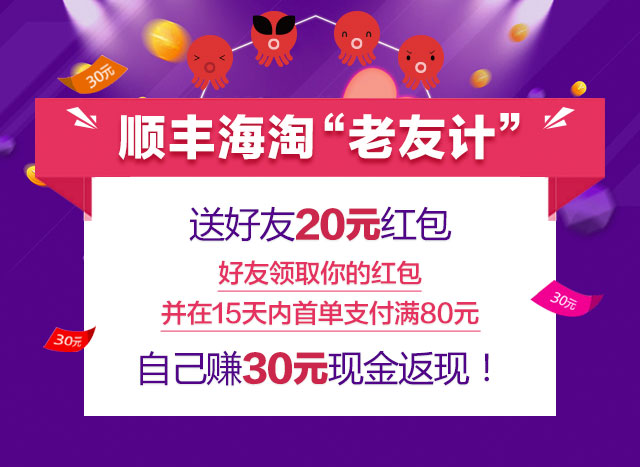 30元
顺丰海淘“老友计”
送好友20元红包
好友领取你的红包
并在15天内首单支付满80元
30元
30元
自己赚30元现金返现！